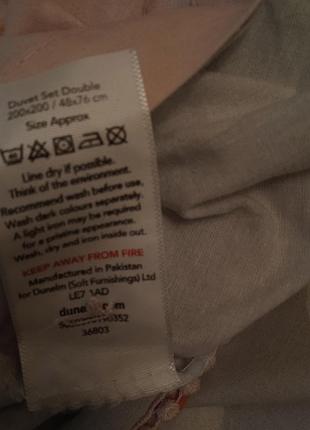 Duvet Set Double
200x200 / 48x76 cm
Size Approx
Line dry if possible.
Think of the environment.
Recommend wash before use.
Wash dark colours separately.
A light iron may be required
for a pristine appearance.
Wash, dry and iron inside out.
KEEP AWAY FROM FIRE
Manufactured in Pakistan
for Dunelm (Soft Furnishings) Ltd
LE7 1AD
36803